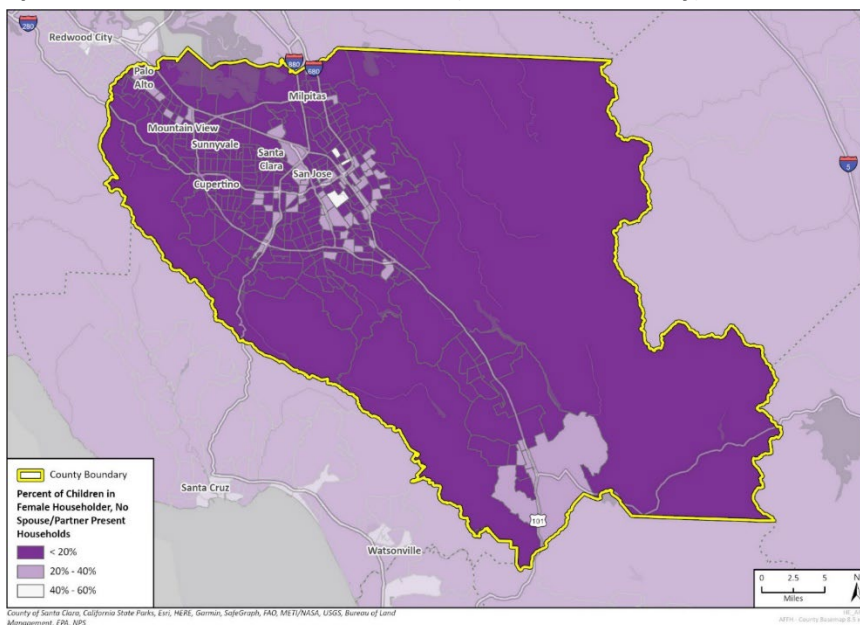 280
Redwood City
880
680
Palo
Alto
Milpitas
Mountain View
Sunnyvale
Santa
Clara
San Jose
Cupertino
5
County Boundary
Percent of Children in
Female Householder, No
Spouse/Partner Present
Households
< 20%
20% - 40%
40% - 60%
Santa Cruz
101
Watsonville
0 2.5 5
Miles
N
County of Santa Clara, California State Parks, Esri, HERE, Garmin, SafeGraph, FAO, METI/NASA, USGS, Bureau of Land
Management, EPA, NPS